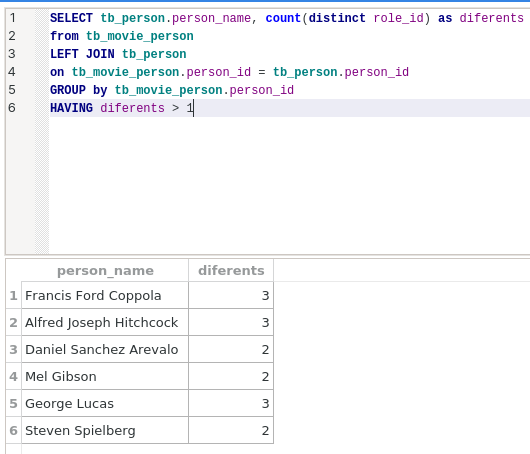 1 SELECT tb_person.person_name, count(distinct role_id) as diferents
2 from tb_movie_person
3 LEFT JOIN tb_person
4 on tb_movie_person.person_id = tb_person.person_id
5 GROUP by tb_movie_person.person_id
6 HAVING diferents > 1
person_name diferents
1 Francis Ford Coppola 3
2 Alfred Joseph Hitchcock 3
3 Daniel Sanchez Arevalo 2
4 Mel Gibson 2
5 George Lucas 3
6 Steven Spielberg 2